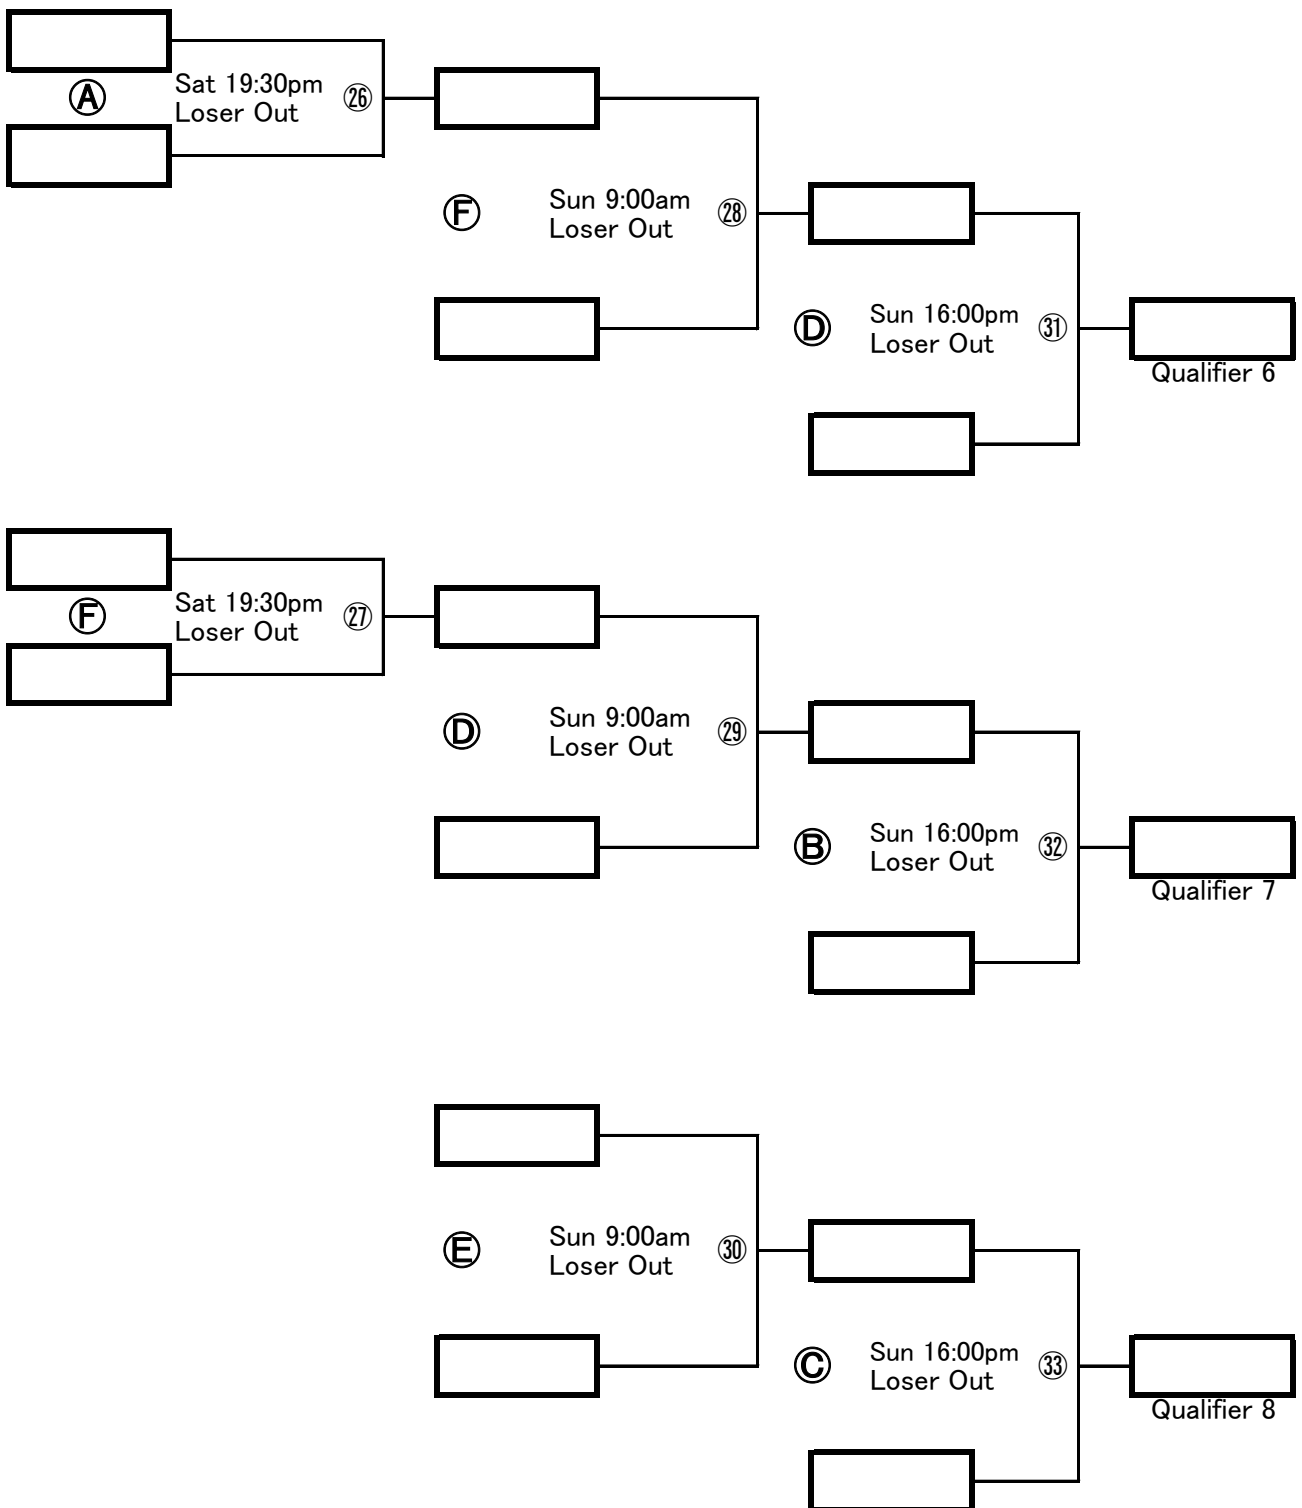 Ⓐ
Sat 19:30pm
Loser Out
㉖
Ⓕ
Sun 9:00am
Loser Out
㉘
Ⓓ
Sun 16:00pm
Loser Out
㉛
Qualifier 6
Ⓕ
Sat 19:30pm
Loser Out
㉗
Ⓓ
Sun 9:00am
Loser Out
㉙
Ⓑ
Sun 16:00pm
Loser Out
㉜
Qualifier 7
Ⓔ
Sun 9:00am
Loser Out
㉚
Ⓒ
Sun 16:00pm
Loser Out
㉝
Qualifier 8